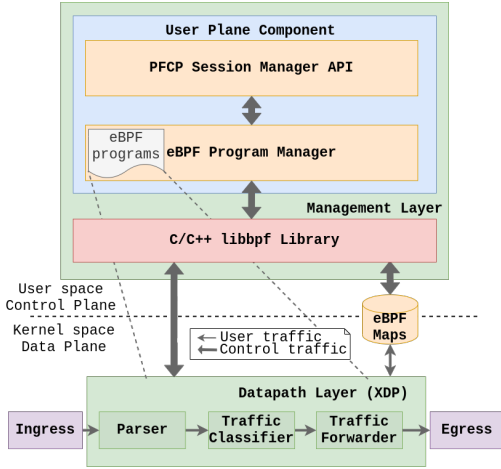 User Plane Component
PFCP Session Manager API
eBPF
programs
eBPF Program Manager
Management Layer
C/C++ libbpf Library
User space
Control Plane
Kernel space
Data Plane
eBPF
Maps
User traffic
Control traffic
Datapath Layer (XDP)
Ingress
Parser
Traffic
Classifier
Traffic
Forwarder
Egress